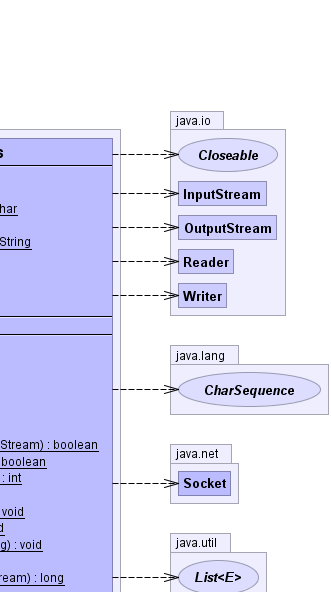 s
har
String
Stream) : boolean
boolean
: int
void
d
g) : void
ream) : long
java.io
Closeable
InputStream
OutputStream
Reader
Writer
java.lang
CharSequence
java.net
Socket
java.util
List<E>